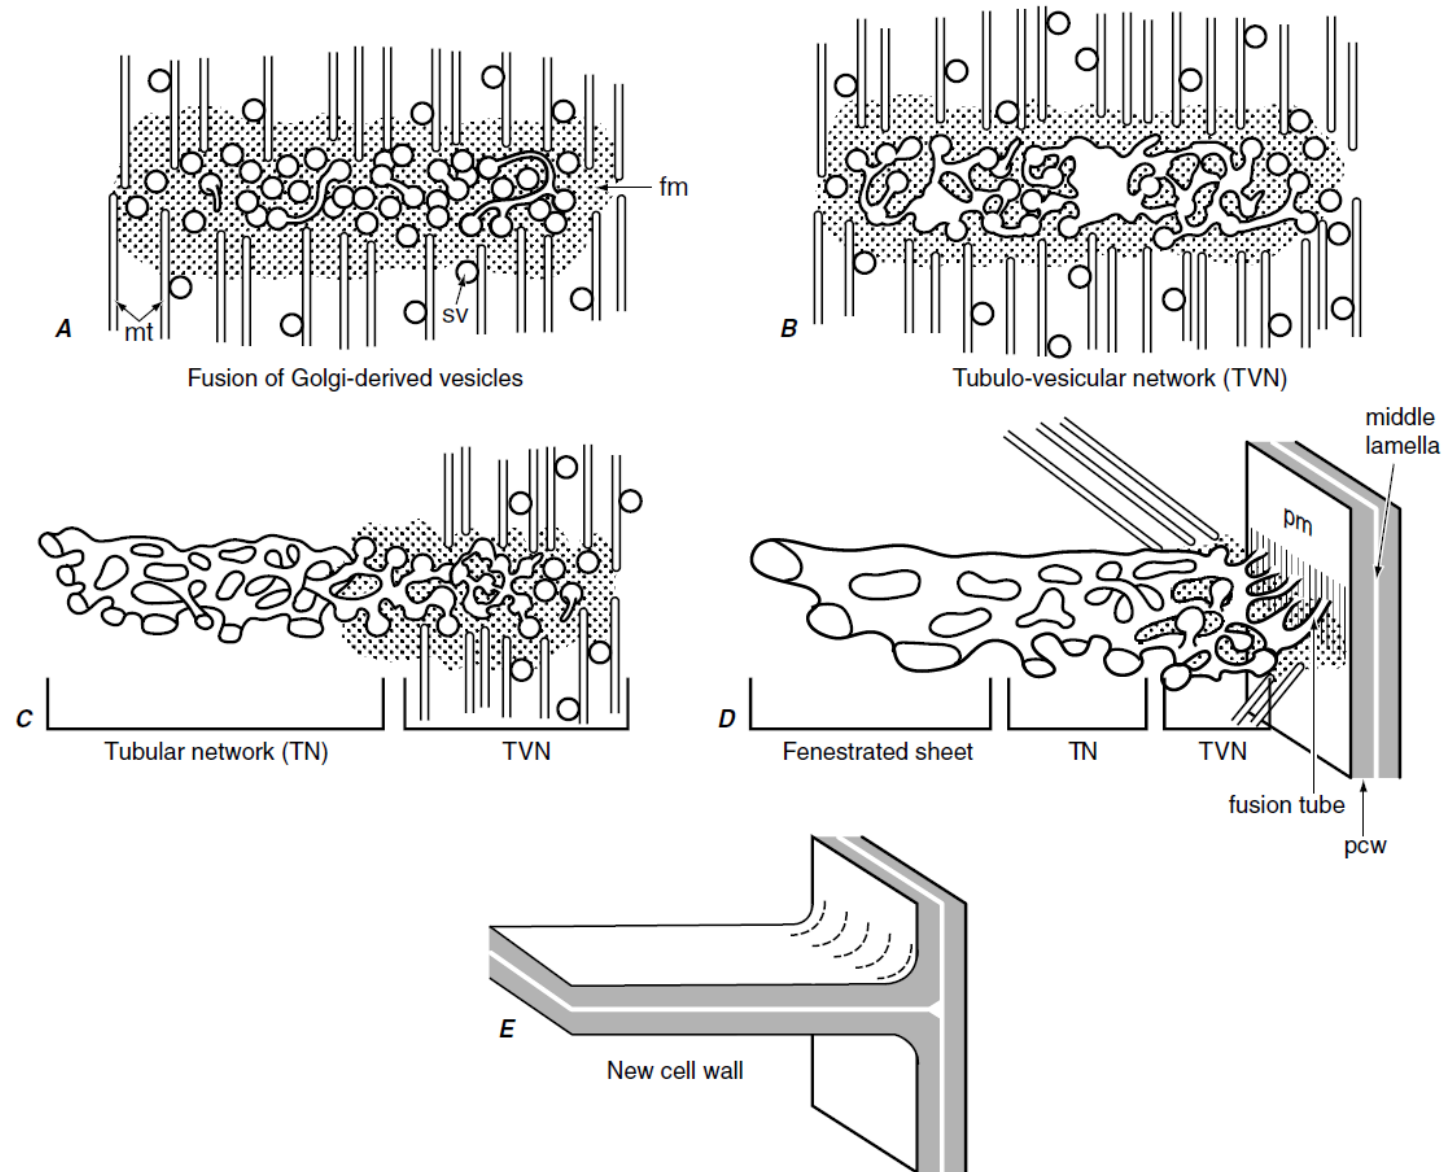 fm
sv
mt
A
Fusion of Golgi-derived vesicles
B
Tubulo-vesicular network (TVN)
middle
lamella
pm
C
Tubular network (TN)
TVN
D
Fenestrated sheet
TN
TVN
fusion tube
pcw
E
New cell wall